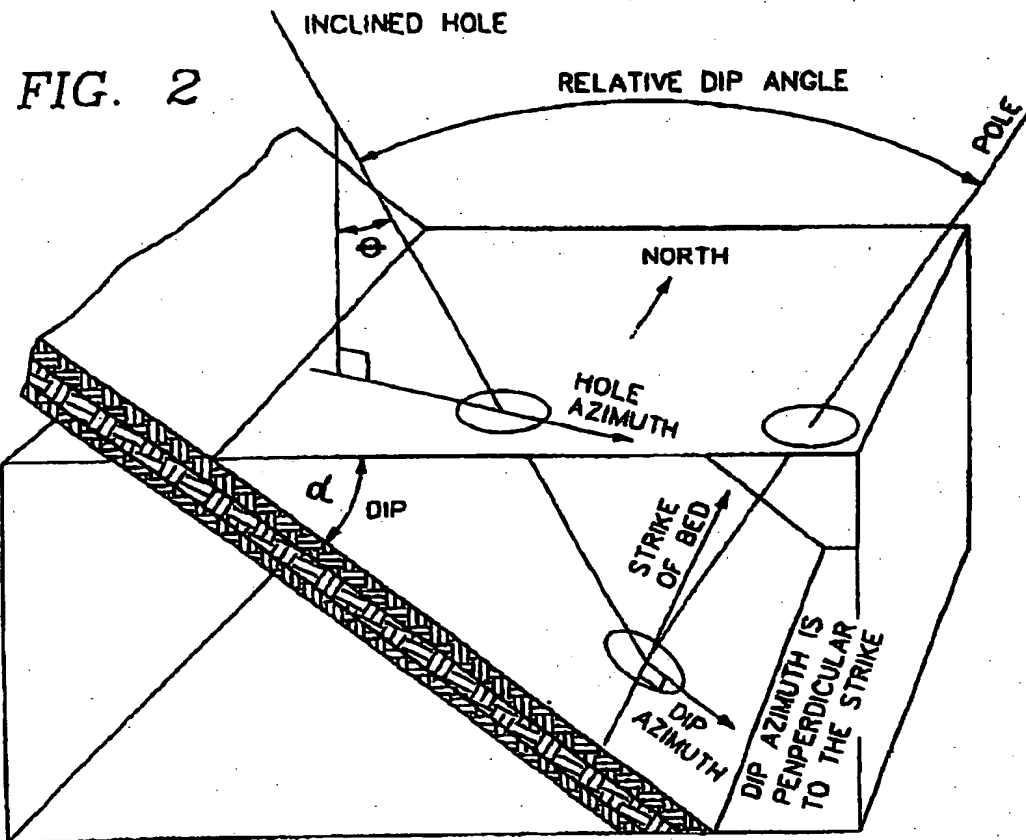 FIG. 2
INCLINED HOLE
RELATIVE DIP ANGLE
POLE
Θ
NORTH
HOLE
AZIMUTH
α
DIP
STRIKE
OF BED
DIP
AZIMUTH
DIP AZIMUTH IS
PENPERDICULAR
TO THE STRIKE